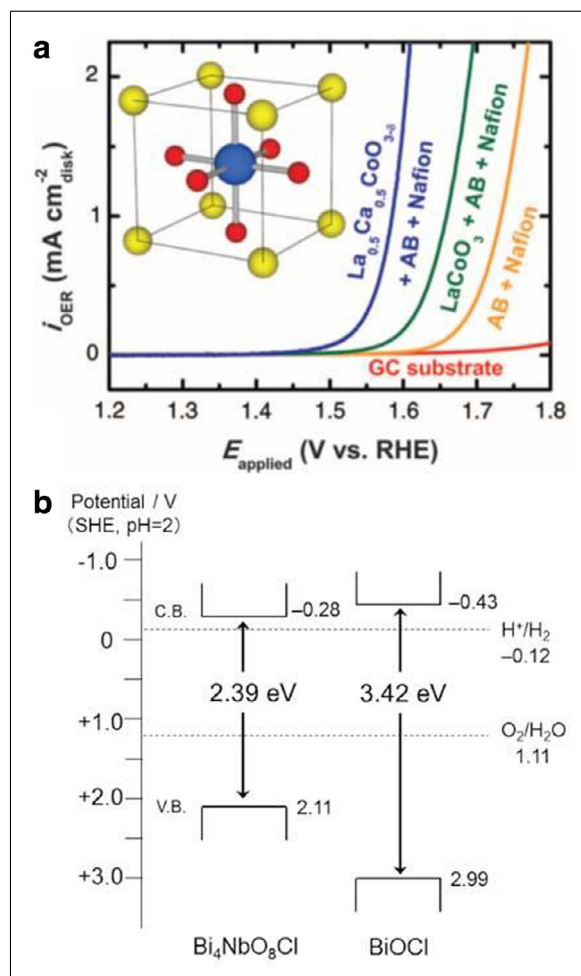 a
2
1
0
i_OER (mA cm⁻²_disk)
La₀.₅Ca₀.₅CoO₃₋δ
+ AB + Nafion
LaCoO₃ + AB + Nafion
AB + Nafion
GC substrate
1.2 1.3 1.4 1.5 1.6 1.7 1.8
E_applied (V vs. RHE)
b
Potential / V
(SHE, pH=2)
-1.0
C.B.
−0.28
−0.43
H⁺/H₂
−0.12
0
2.39 eV
3.42 eV
+1.0
O₂/H₂O
1.11
+2.0
V.B.
2.11
2.99
+3.0
Bi₄NbO₈Cl
BiOCl